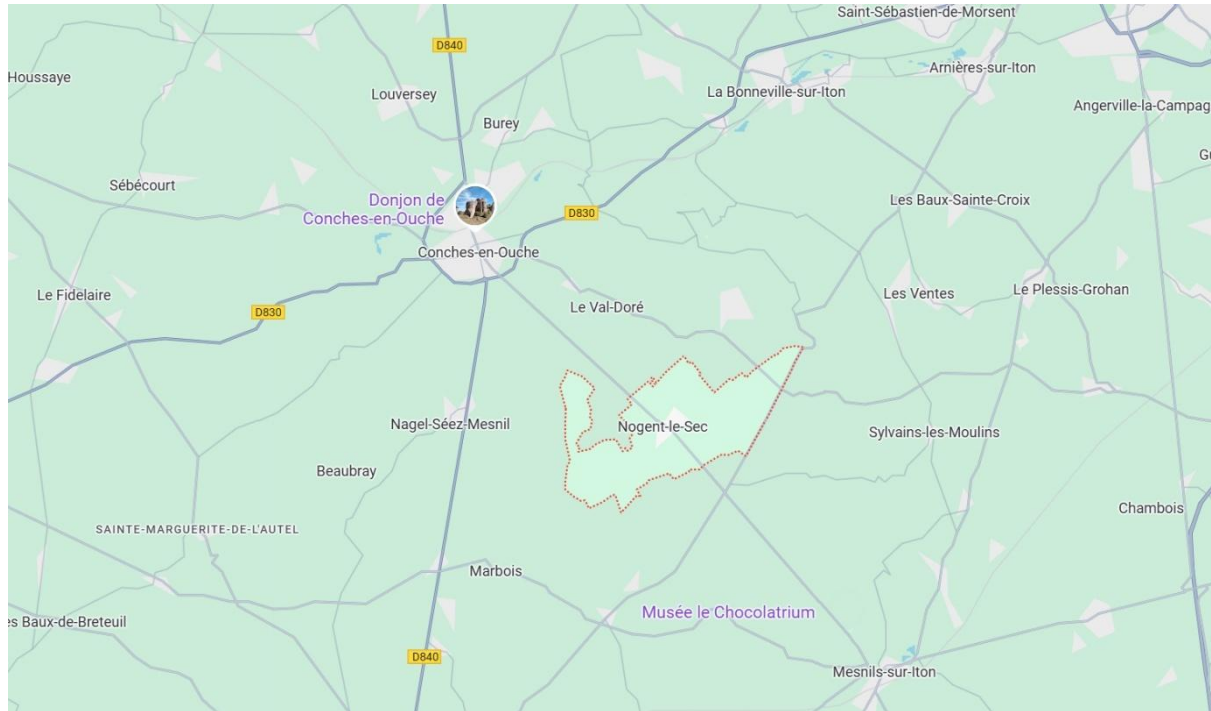 Saint-Sébastien-de-Morsent
D840
Arnières-sur-Iton
Houssaye
Louversey
La Bonneville-sur-Iton
Angerville-la-Campag
Burey
Sébécourt
Donjon de
Conches-en-Ouche
Les Baux-Sainte-Croix
D830
Conches-en-Ouche
Le Fidelaire
Le Val-Doré
Les Ventes
Le Plessis-Grohan
D830
Nagel-Séez-Mesnil
Nogent-le-Sec
Sylvains-les-Moulins
Beaubray
Chambois
SAINTE-MARGUERITE-DE-L'AUTEL
Marbois
Musée le Chocolatrium
es Baux-de-Breteuil
D840
Mesnils-sur-Iton